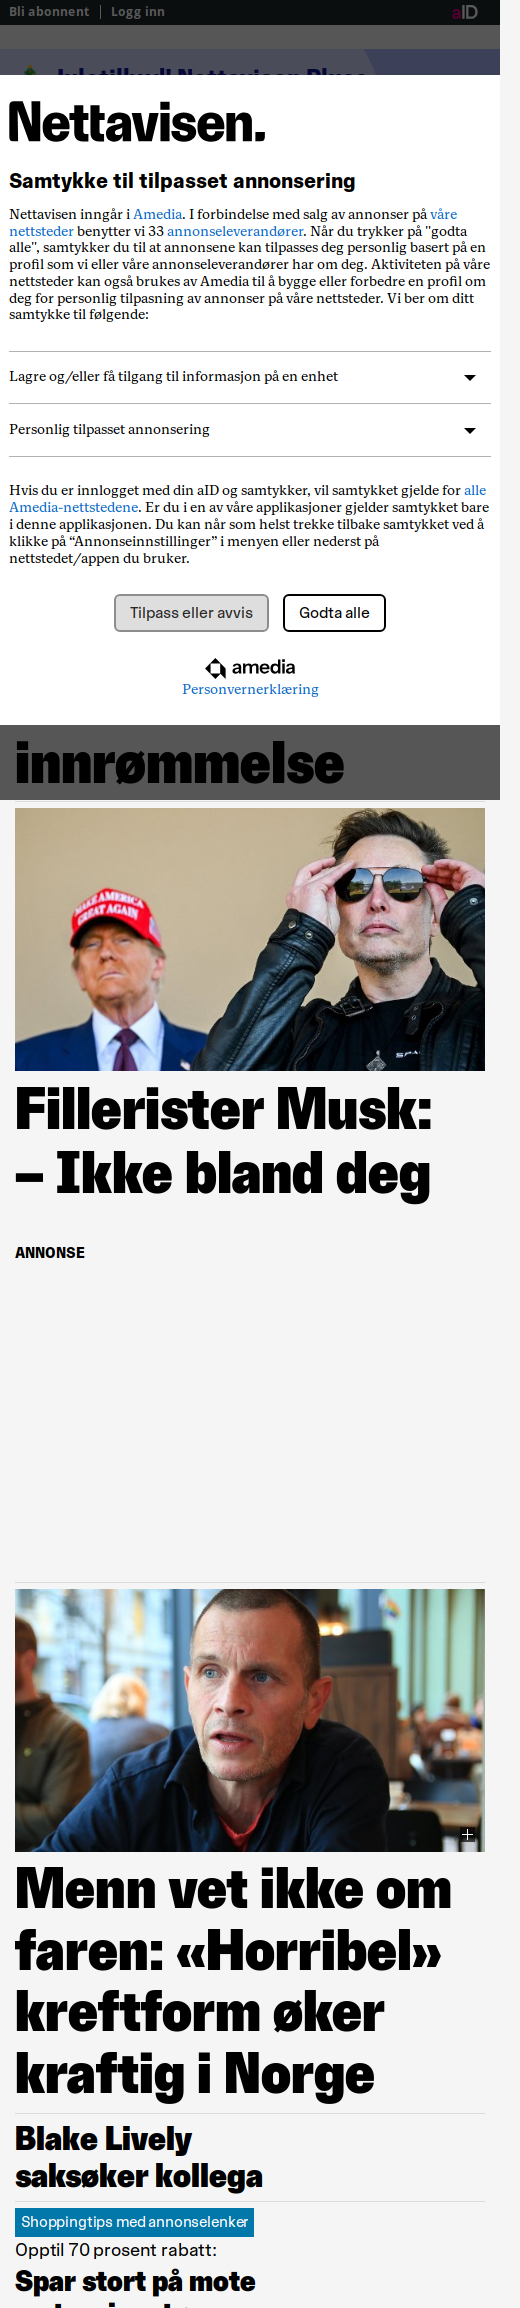 Bli abonnent | Logg inn
aID
Juletilbud! Nettavisen Pluss
Nettavisen.
Samtykke til tilpasset annonsering
Nettavisen inngår i Amedia. I forbindelse med salg av annonser på våre
nettsteder benytter vi 33 annonseleverandører. Når du trykker på "godta
alle", samtykker du til at annonsene kan tilpasses deg personlig basert på en
profil som vi eller våre annonseleverandører har om deg. Aktiviteten på våre
nettsteder kan også brukes av Amedia til å bygge eller forbedre en profil om
deg for personlig tilpasning av annonser på våre nettsteder. Vi ber om ditt
samtykke til følgende:
Lagre og/eller få tilgang til informasjon på en enhet
Personlig tilpasset annonsering
Hvis du er innlogget med din aID og samtykker, vil samtykket gjelde for alle
Amedia-nettstedene. Er du i en av våre applikasjoner gjelder samtykket bare
i denne applikasjonen. Du kan når som helst trekke tilbake samtykket ved å
klikke på “Annonseinnstillinger” i menyen eller nederst på
nettstedet/appen du bruker.
Tilpass eller avvis
Godta alle
amedia
Personvernerklæring
innrømmelse
MAKE AMERICA
GREAT AGAIN
Fillerister Musk:
– Ikke bland deg
ANNONSE
Menn vet ikke om
faren: «Horribel»
kreftform øker
kraftig i Norge
Blake Lively
saksøker kollega
Shoppingtips med annonselenker
Opptil 70 prosent rabatt:
Spar stort på mote